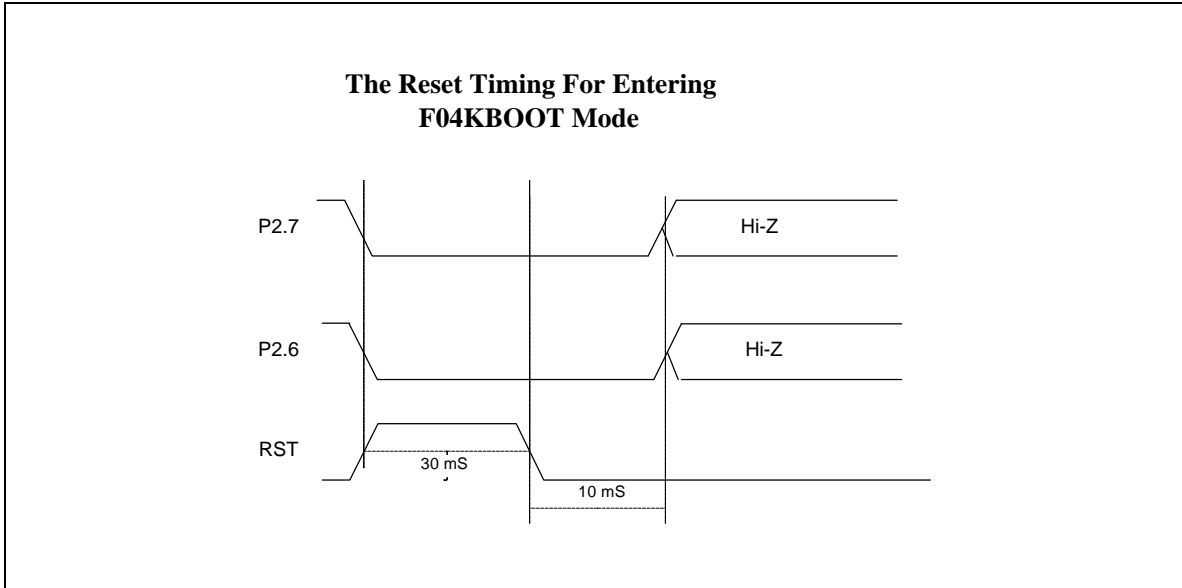 The Reset Timing For Entering
F04KBOOT Mode
P2.7
Hi-Z
P2.6
Hi-Z
RST
30 mS
10 mS